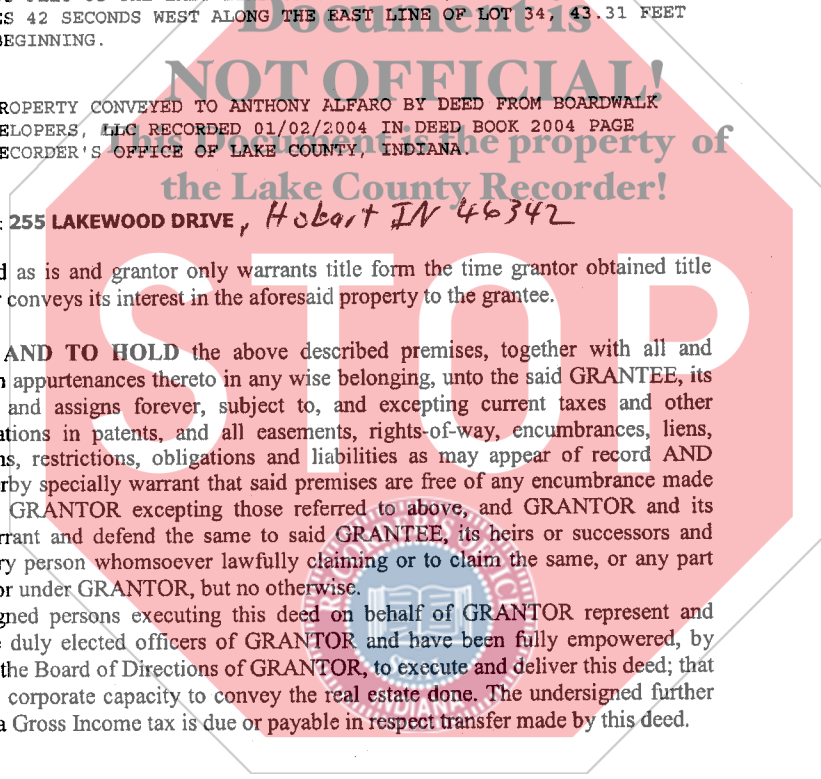 Document is
S 42 SECONDS WEST ALONG THE EAST LINE OF LOT 34, 43.31 FEET
BEGINNING.
NOT OFFICIAL!
ROPERTY CONVEYED TO ANTHONY ALFARO BY DEED FROM BOARDWALK
ELOPERS, LLC RECORDED 01/02/2004 IN DEED BOOK 2004 PAGE
This Document is the property of
ECORDER'S OFFICE OF LAKE COUNTY, INDIANA.
the Lake County Recorder!
: 255 LAKEWOOD DRIVE, Hobart IN 46342
d as is and grantor only warrants title form the time grantor obtained title
conveys its interest in the aforesaid property to the grantee.
STOP
AND TO HOLD the above described premises, together with all and
appurtenances thereto in any wise belonging, unto the said GRANTEE, its
and assigns forever, subject to, and excepting current taxes and other
ations in patents, and all easements, rights-of-way, encumbrances, liens,
ns, restrictions, obligations and liabilities as may appear of record AND
rby specially warrant that said premises are free of any encumbrance made
GRANTOR excepting those referred to above, and GRANTOR and its
rrant and defend the same to said GRANTEE, its heirs or successors and
ry person whomsoever lawfully claiming or to claim the same, or any part
or under GRANTOR, but no otherwise.
gned persons executing this deed on behalf of GRANTOR represent and
duly elected officers of GRANTOR and have been fully empowered, by
the Board of Directions of GRANTOR, to execute and deliver this deed; that
corporate capacity to convey the real estate done. The undersigned further
a Gross Income tax is due or payable in respect transfer made by this deed.
RECORDER'S OFFICE
INDIANA